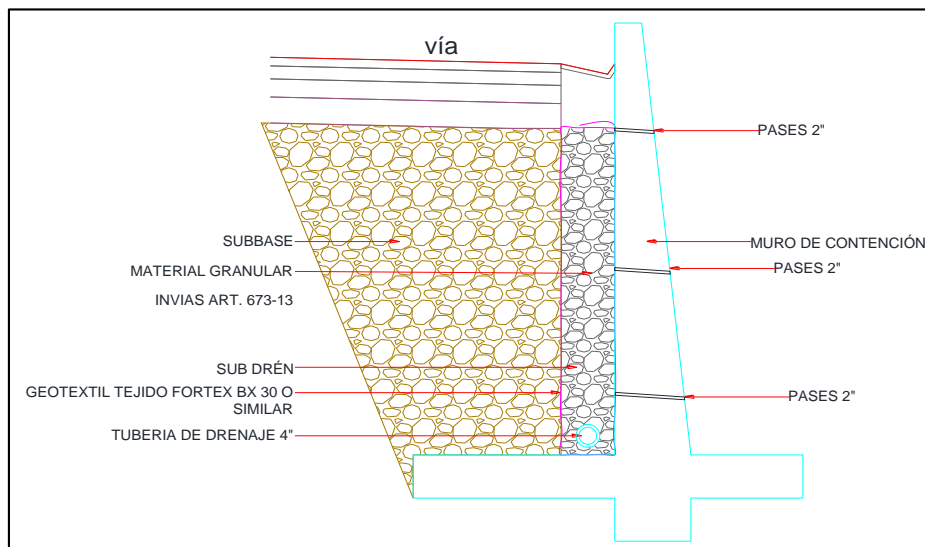 vía
PASES 2"
SUBBASE
MURO DE CONTENCIÓN
MATERIAL GRANULAR
PASES 2"
INVIAS ART. 673-13
SUB DRÉN
GEOTEXTIL TEJIDO FORTEX BX 30 O
SIMILAR
PASES 2"
TUBERIA DE DRENAJE 4"